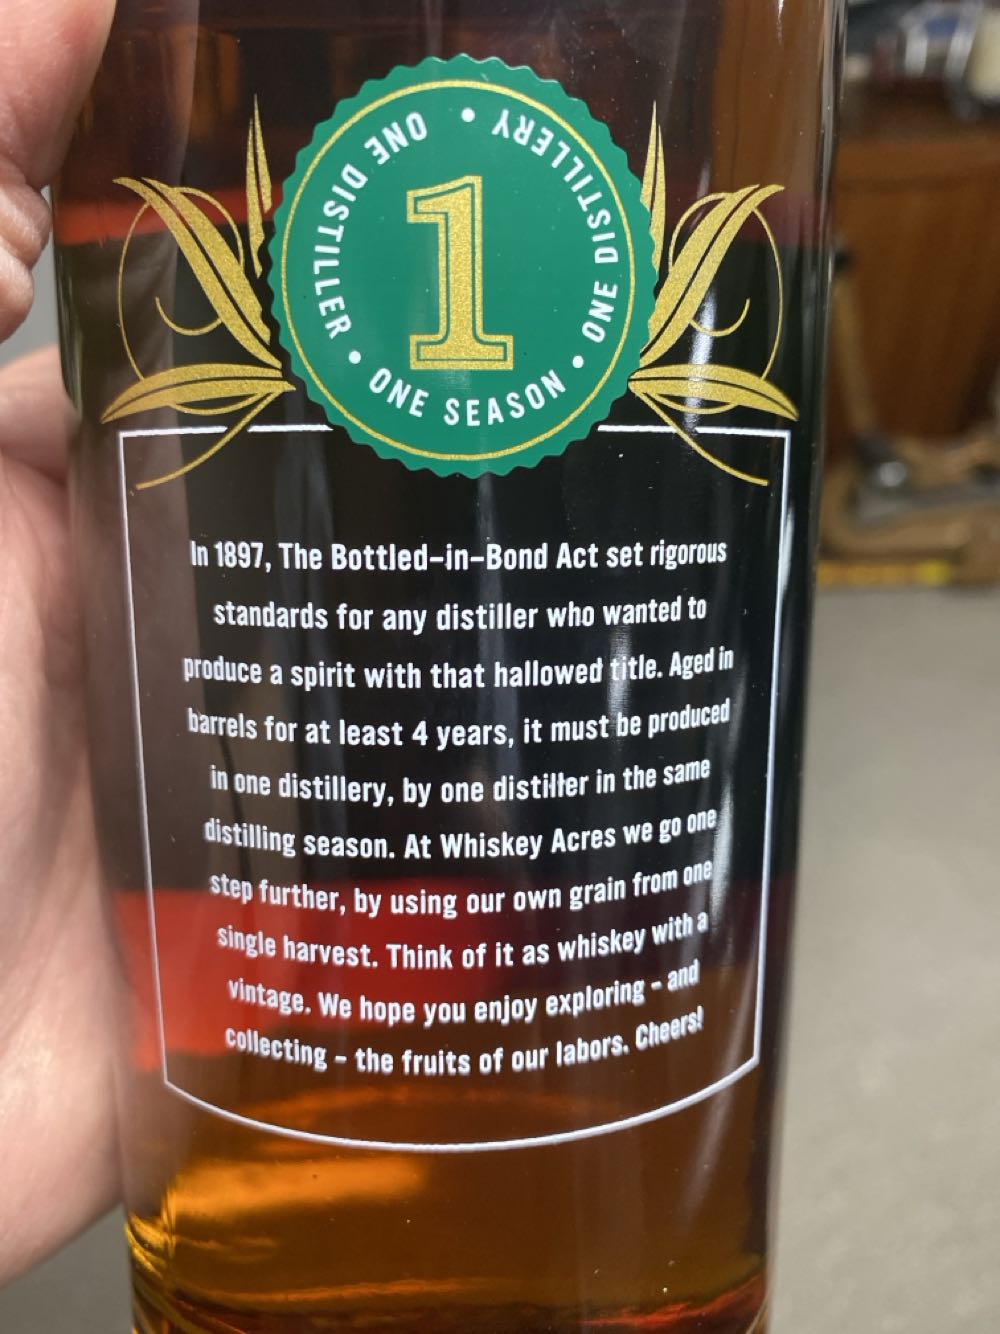 ONE DISTILLER • ONE SEASON • ONE DISTILLERY •
1
In 1897, The Bottled-in-Bond Act set rigorous
standards for any distiller who wanted to
produce a spirit with that hallowed title. Aged in
barrels for at least 4 years, it must be produced
in one distillery, by one distiller in the same
distilling season. At Whiskey Acres we go one
step further, by using our own grain from one
single harvest. Think of it as whiskey with a
vintage. We hope you enjoy exploring - and
collecting - the fruits of our labors. Cheers!